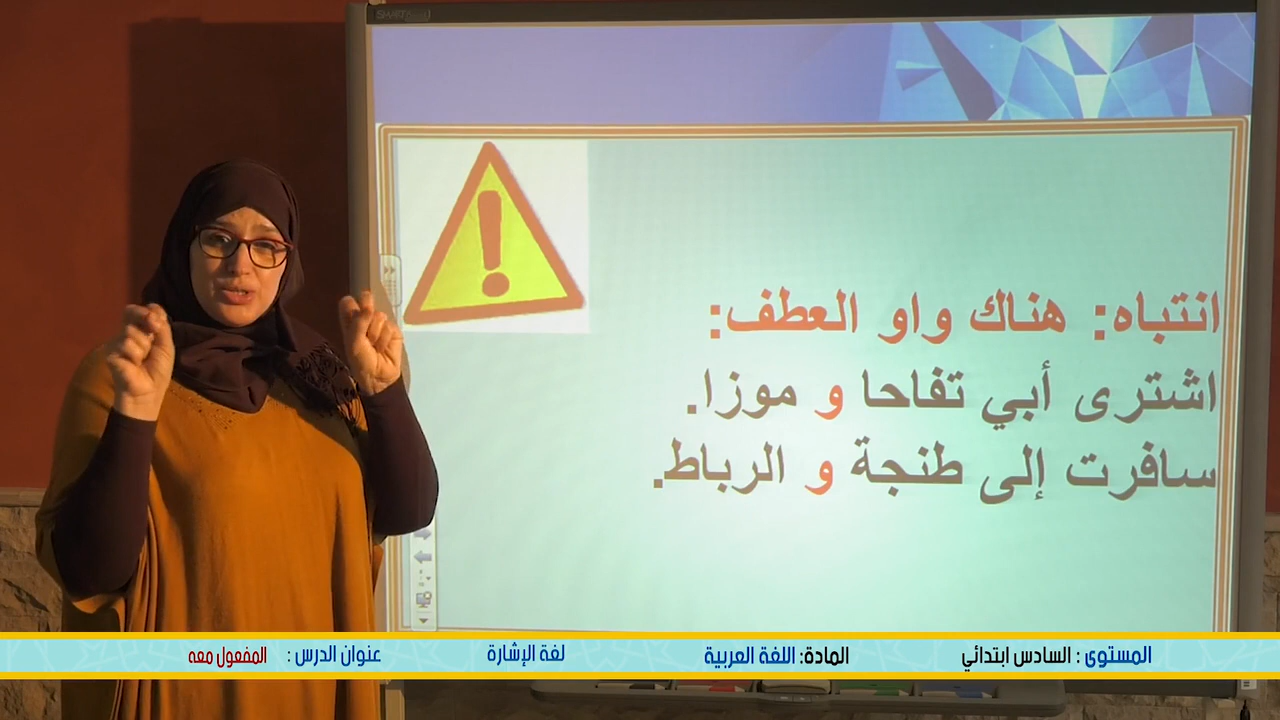 SMART
انتباه: هناك واو العطف:
اشترى أبي تفاحا و موزا.
سافرت إلى طنجة و الرباط.
المستوى : السادس ابتدائي المادة: اللغة العربية لغة الإشارة عنوان الدرس : المفعول معه